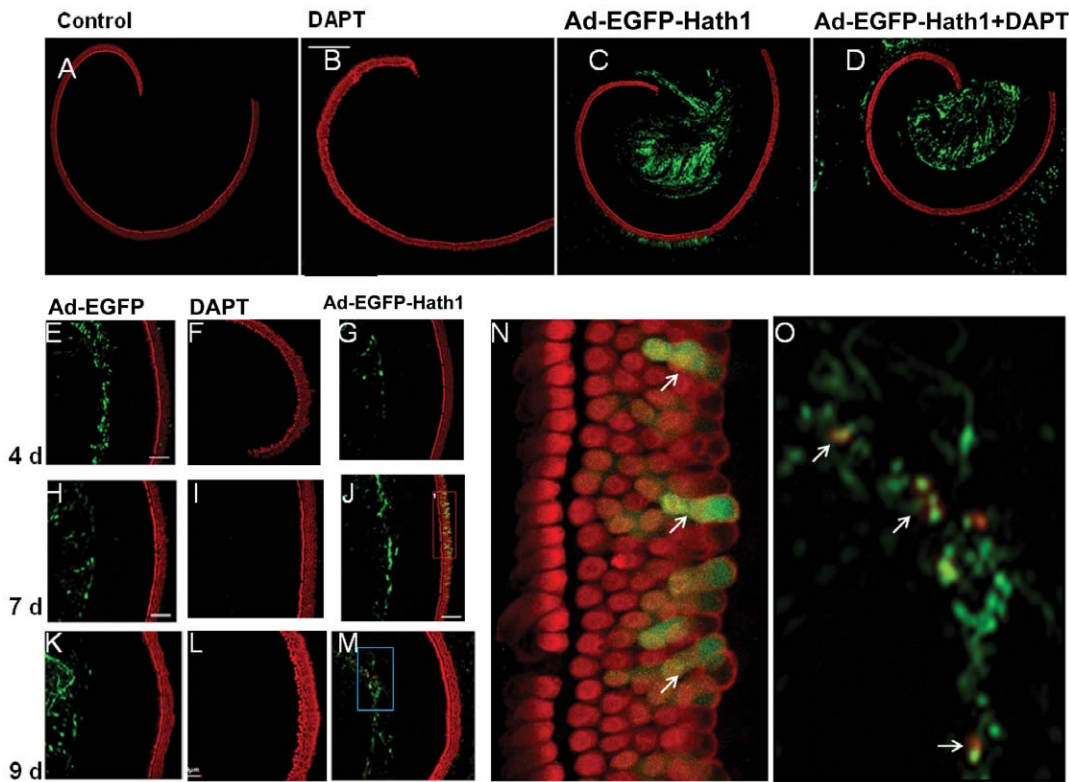 Control
DAPT
Ad-EGFP-Hath1
Ad-EGFP-Hath1+DAPT
A
B
C
D
Ad-EGFP
DAPT
Ad-EGFP-Hath1
E
F
G
N
O
4 d
H
I
J
7 d
K
L
M
9 d